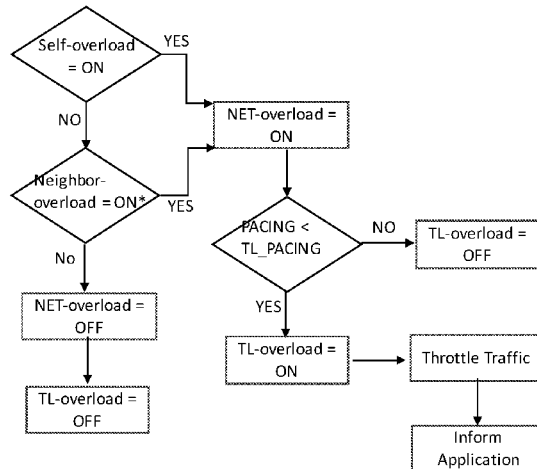 Self-overload
= ON
YES
NO
NET-overload =
ON
Neighbor-
overload = ON*
YES
No
PACING <
TL_PACING
NO
TL-overload =
OFF
YES
NET-overload =
OFF
TL-overload =
ON
Throttle Traffic
TL-overload =
OFF
Inform
Application